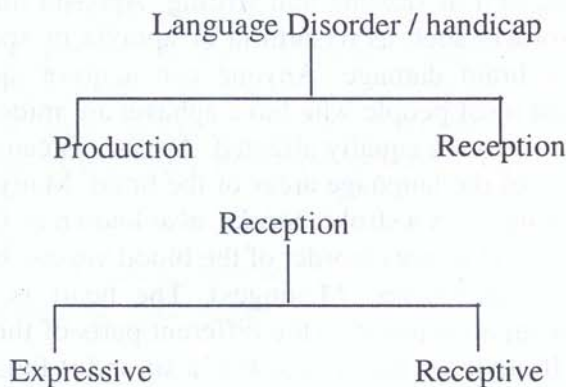 Language Disorder / handicap
Production Reception
Reception
Expressive Receptive